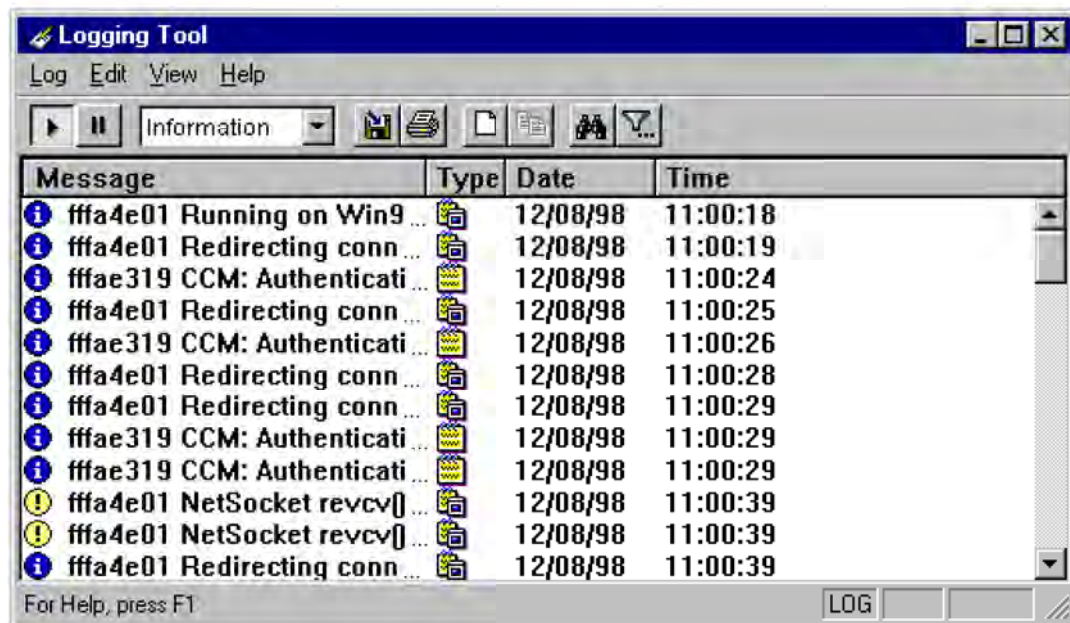 Logging Tool
Log Edit View Help
Information
Message Type Date Time
fffa4e01 Running on Win9... 12/08/98 11:00:18
fffa4e01 Redirecting conn... 12/08/98 11:00:19
fffae319 CCM: Authenticati... 12/08/98 11:00:24
fffa4e01 Redirecting conn... 12/08/98 11:00:25
fffae319 CCM: Authenticati... 12/08/98 11:00:26
fffa4e01 Redirecting conn... 12/08/98 11:00:28
fffa4e01 Redirecting conn... 12/08/98 11:00:29
fffae319 CCM: Authenticati... 12/08/98 11:00:29
fffae319 CCM: Authenticati... 12/08/98 11:00:29
fffa4e01 NetSocket revcv()... 12/08/98 11:00:39
fffa4e01 NetSocket revcv()... 12/08/98 11:00:39
fffa4e01 Redirecting conn... 12/08/98 11:00:39
For Help, press F1 LOG